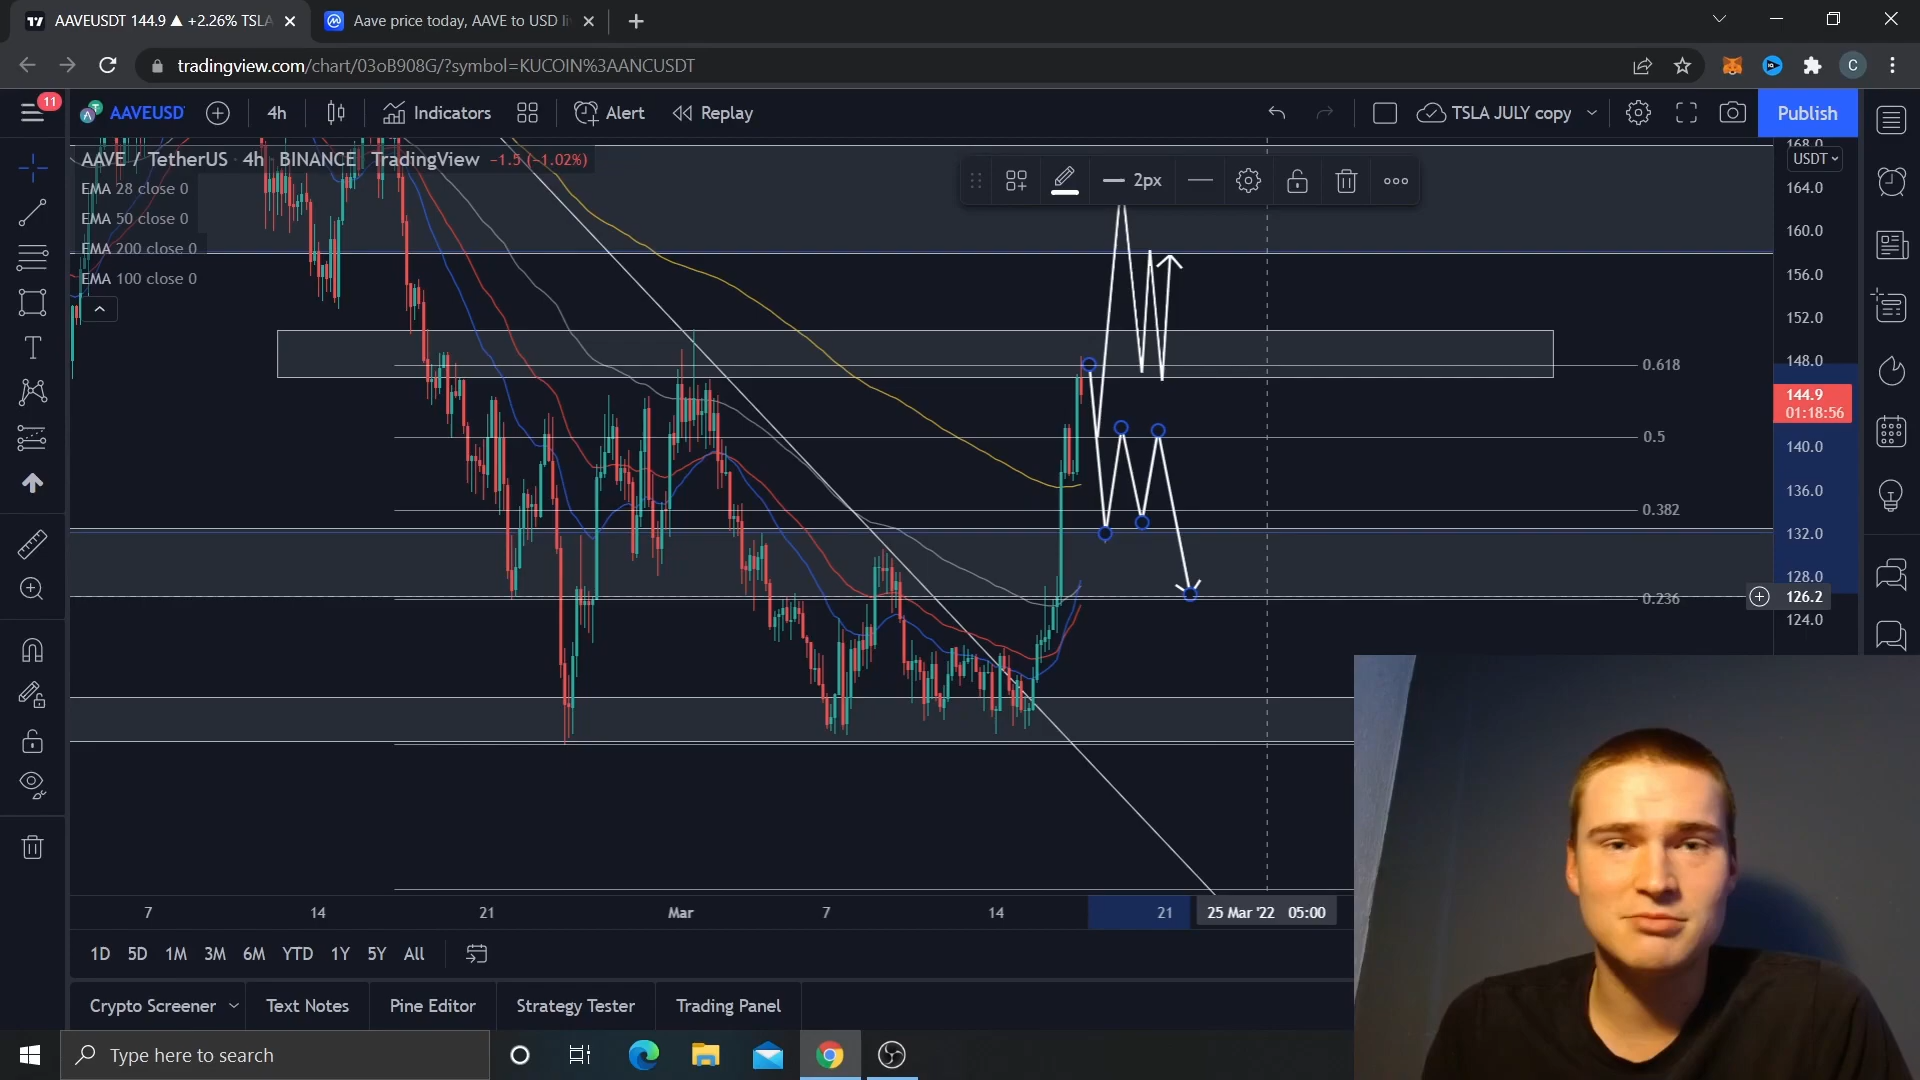 AAVEUSDT 144.9 ▲ +2.26% TSLA
Aave price today, AAVE to USD li
tradingview.com/chart/03oB908G/?symbol=KUCOIN%3AANCUSDT
C
11
AAVEUSD
4h
Indicators
Alert
Replay
TSLA JULY copy
Publish
AAVE / TetherUS 4h BINANCE TradingView −1.5 (−1.02%)
EMA 28 close 0
EMA 50 close 0
EMA 200 close 0
EMA 100 close 0
2px
USDT
168.0
164.0
160.0
156.0
152.0
148.0
144.9
01:18:56
140.0
136.0
132.0
128.0
126.2
124.0
0.618
0.5
0.382
0.236
7 14 21 Mar 7 14 21 25 Mar '22 05:00
1D 5D 1M 3M 6M YTD 1Y 5Y All
Crypto Screener Text Notes Pine Editor Strategy Tester Trading Panel
Type here to search